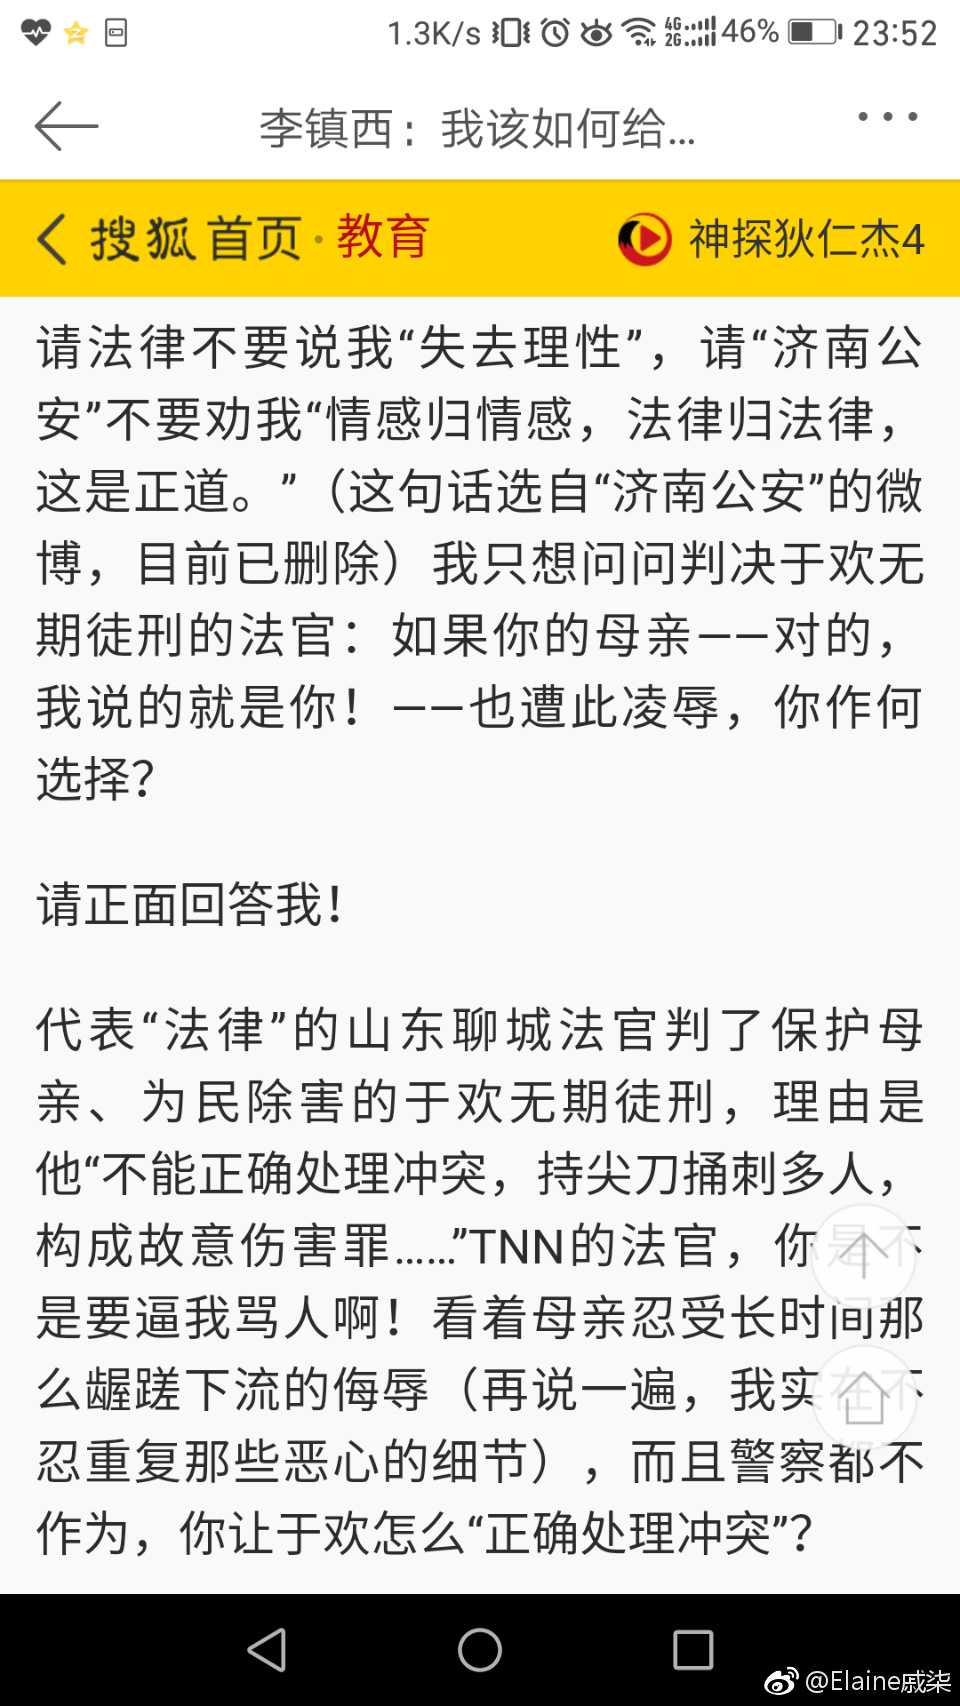 1.3K/s 4G 2G 46% 23:52
李镇西：我该如何给...
搜狐 首页·教育 神探狄仁杰4
请法律不要说我“失去理性”，请“济南公
安”不要劝我“情感归情感，法律归法律，
这是正道。”（这句话选自“济南公安”的微
博，目前已删除）我只想问问判决于欢无
期徒刑的法官：如果你的母亲——对的，
我说的就是你！——也遭此凌辱，你作何
选择？
请正面回答我！
代表“法律”的山东聊城法官判了保护母
亲、为民除害的于欢无期徒刑，理由是
他“不能正确处理冲突，持尖刀捅刺多人，
构成故意伤害罪……”TNN的法官，你是不
是要逼我骂人啊！看着母亲忍受长时间那
么龌蹉下流的侮辱（再说一遍，我实在不
忍重复那些恶心的细节），而且警察都不
作为，你让于欢怎么“正确处理冲突”？
@Elaine戚柒